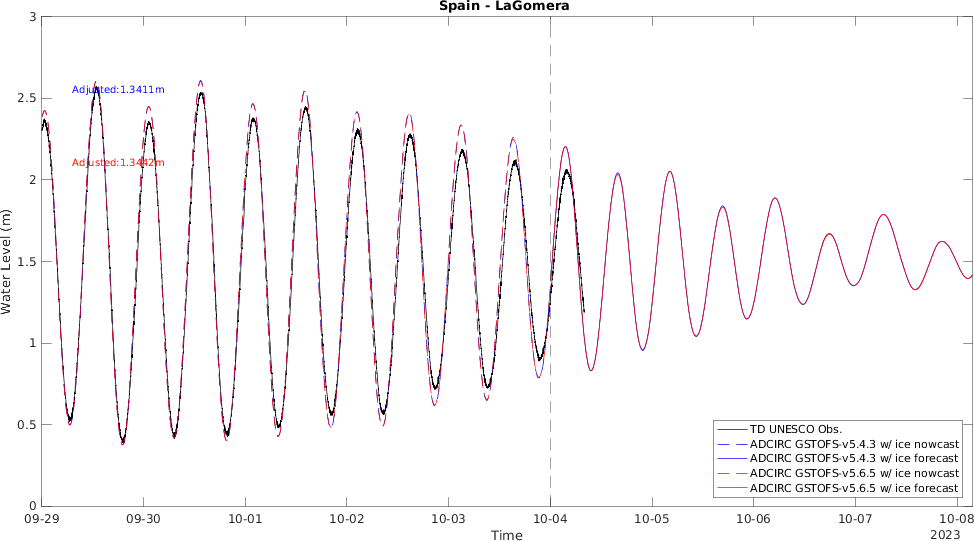 Spain - LaGomera
3
2.5
2
1.5
1
0.5
0
Water Level (m)
Adjusted:1.3411m
Adjusted:1.3442m
TD UNESCO Obs.
ADCIRC GSTOFS-v5.4.3 w/ ice nowcast
ADCIRC GSTOFS-v5.4.3 w/ ice forecast
ADCIRC GSTOFS-v5.6.5 w/ ice nowcast
ADCIRC GSTOFS-v5.6.5 w/ ice forecast
09-29 09-30 10-01 10-02 10-03 10-04 10-05 10-06 10-07 10-08
2023
Time